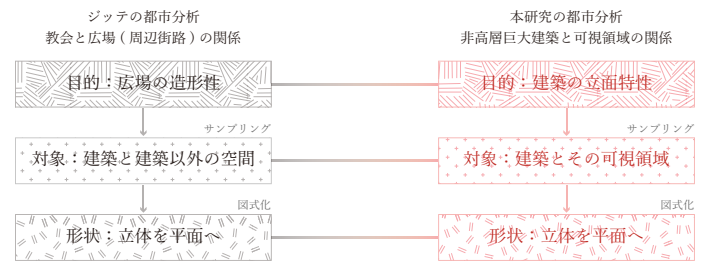 ジッテの都市分析
教会と広場 ( 周辺街路 ) の関係
目的：広場の造形性
サンプリング
対象：建築と建築以外の空間
図式化
形状：立体を平面へ
本研究の都市分析
非高層巨大建築と可視領域の関係
目的：建築の立面特性
サンプリング
対象：建築とその可視領域
図式化
形状：立体を平面へ